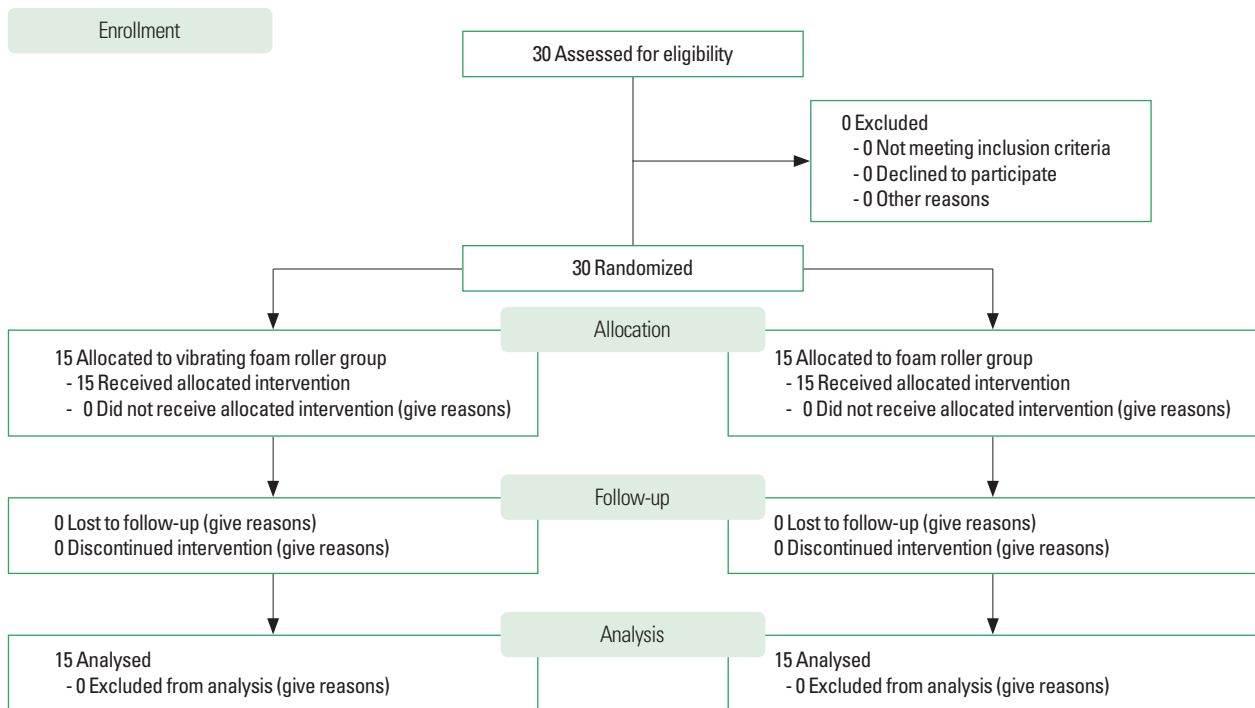 Enrollment
30 Assessed for eligibility
0 Excluded
- 0 Not meeting inclusion criteria
- 0 Declined to participate
- 0 Other reasons
30 Randomized
Allocation
15 Allocated to vibrating foam roller group
- 15 Received allocated intervention
- 0 Did not receive allocated intervention (give reasons)
15 Allocated to foam roller group
- 15 Received allocated intervention
- 0 Did not receive allocated intervention (give reasons)
Follow-up
0 Lost to follow-up (give reasons)
0 Discontinued intervention (give reasons)
0 Lost to follow-up (give reasons)
0 Discontinued intervention (give reasons)
Analysis
15 Analysed
- 0 Excluded from analysis (give reasons)
15 Analysed
- 0 Excluded from analysis (give reasons)